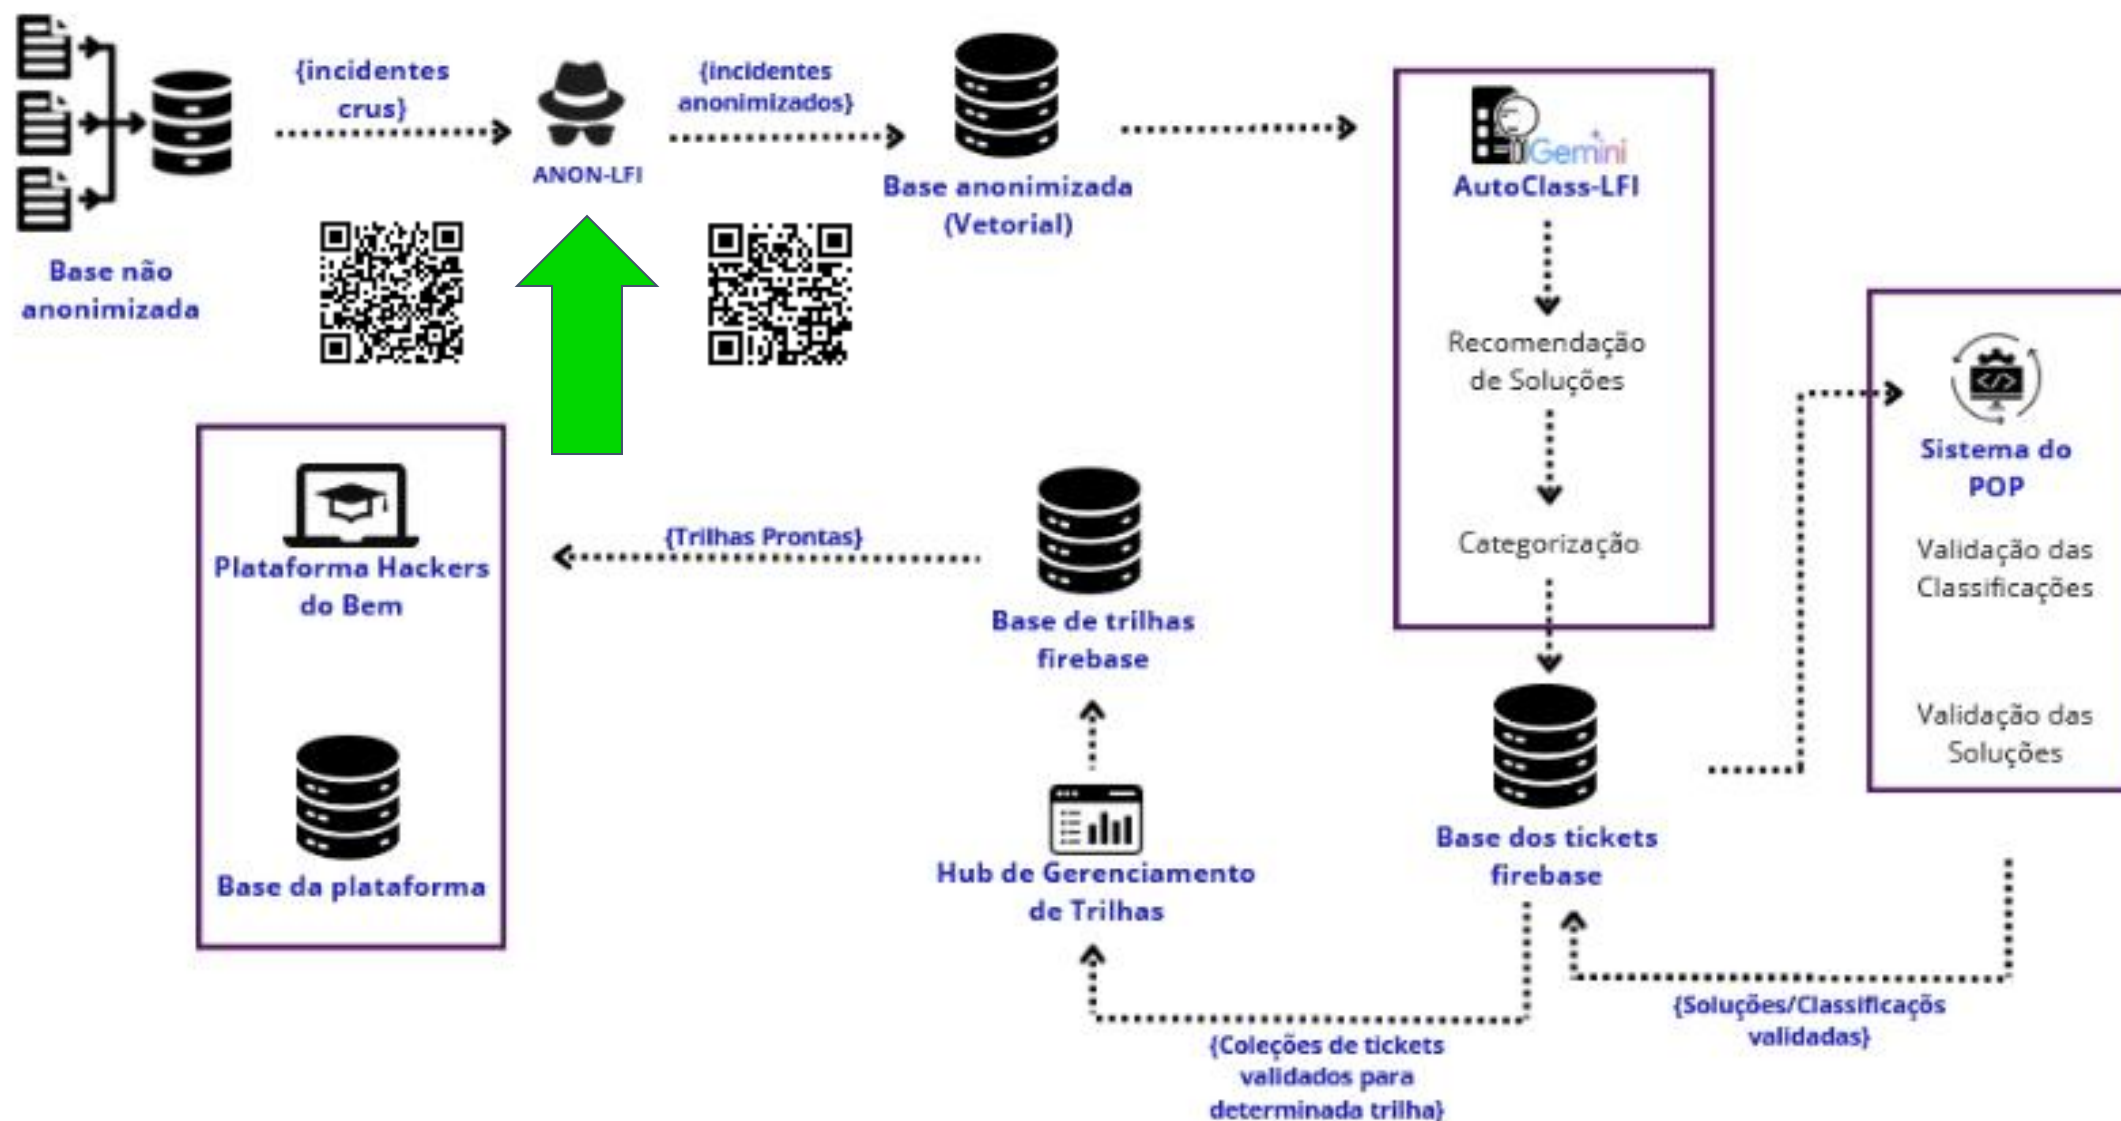 {incidentes
crus}
ANON-LFI
{incidentes
anonimizados}
Base anonimizada
(Vetorial)
Gemini
AutoClass-LFI
Recomendação
de Soluções
Categorização
Base não
anonimizada
Sistema do
POP
Validação das
Classificações
Validação das
Soluções
Plataforma Hackers
do Bem
Base da plataforma
{Trilhas Prontas}
Base de trilhas
firebase
Hub de Gerenciamento
de Trilhas
Base dos tickets
firebase
{Soluções/Classificaçõs
validadas}
{Coleções de tickets
validados para
determinada trilha}